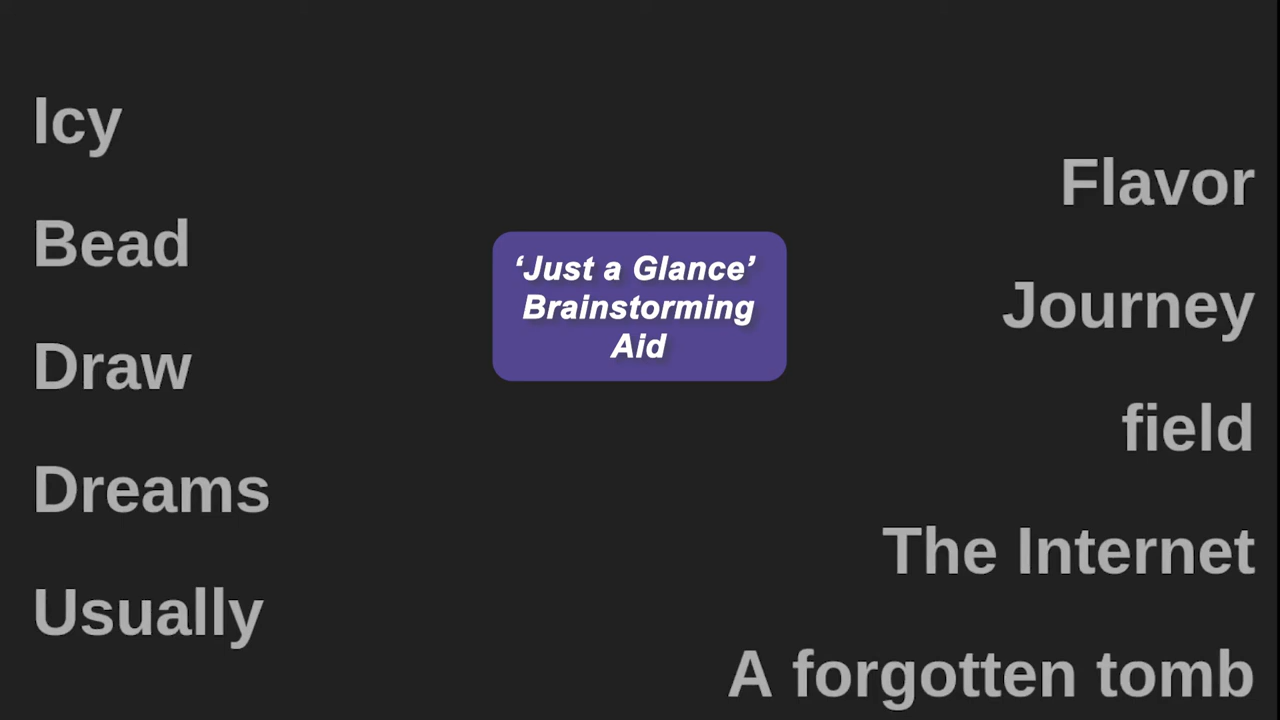 Icy
Flavor
Bead
‘Just a Glance’
Brainstorming
Aid
Journey
Draw
field
Dreams
The Internet
Usually
A forgotten tomb